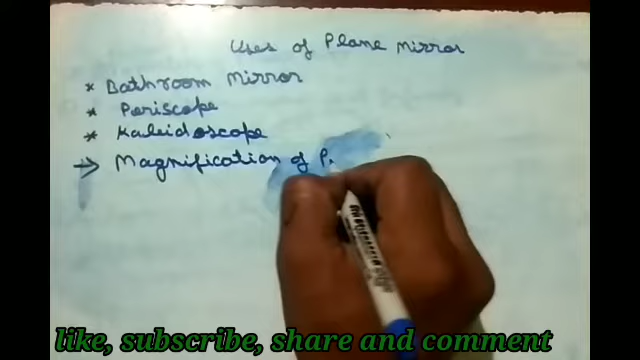 Uses of Plane Mirror
* Bathroom Mirror
* Periscope
* Kaleidoscope
→ Magnification of P
like, subscribe, share and comment